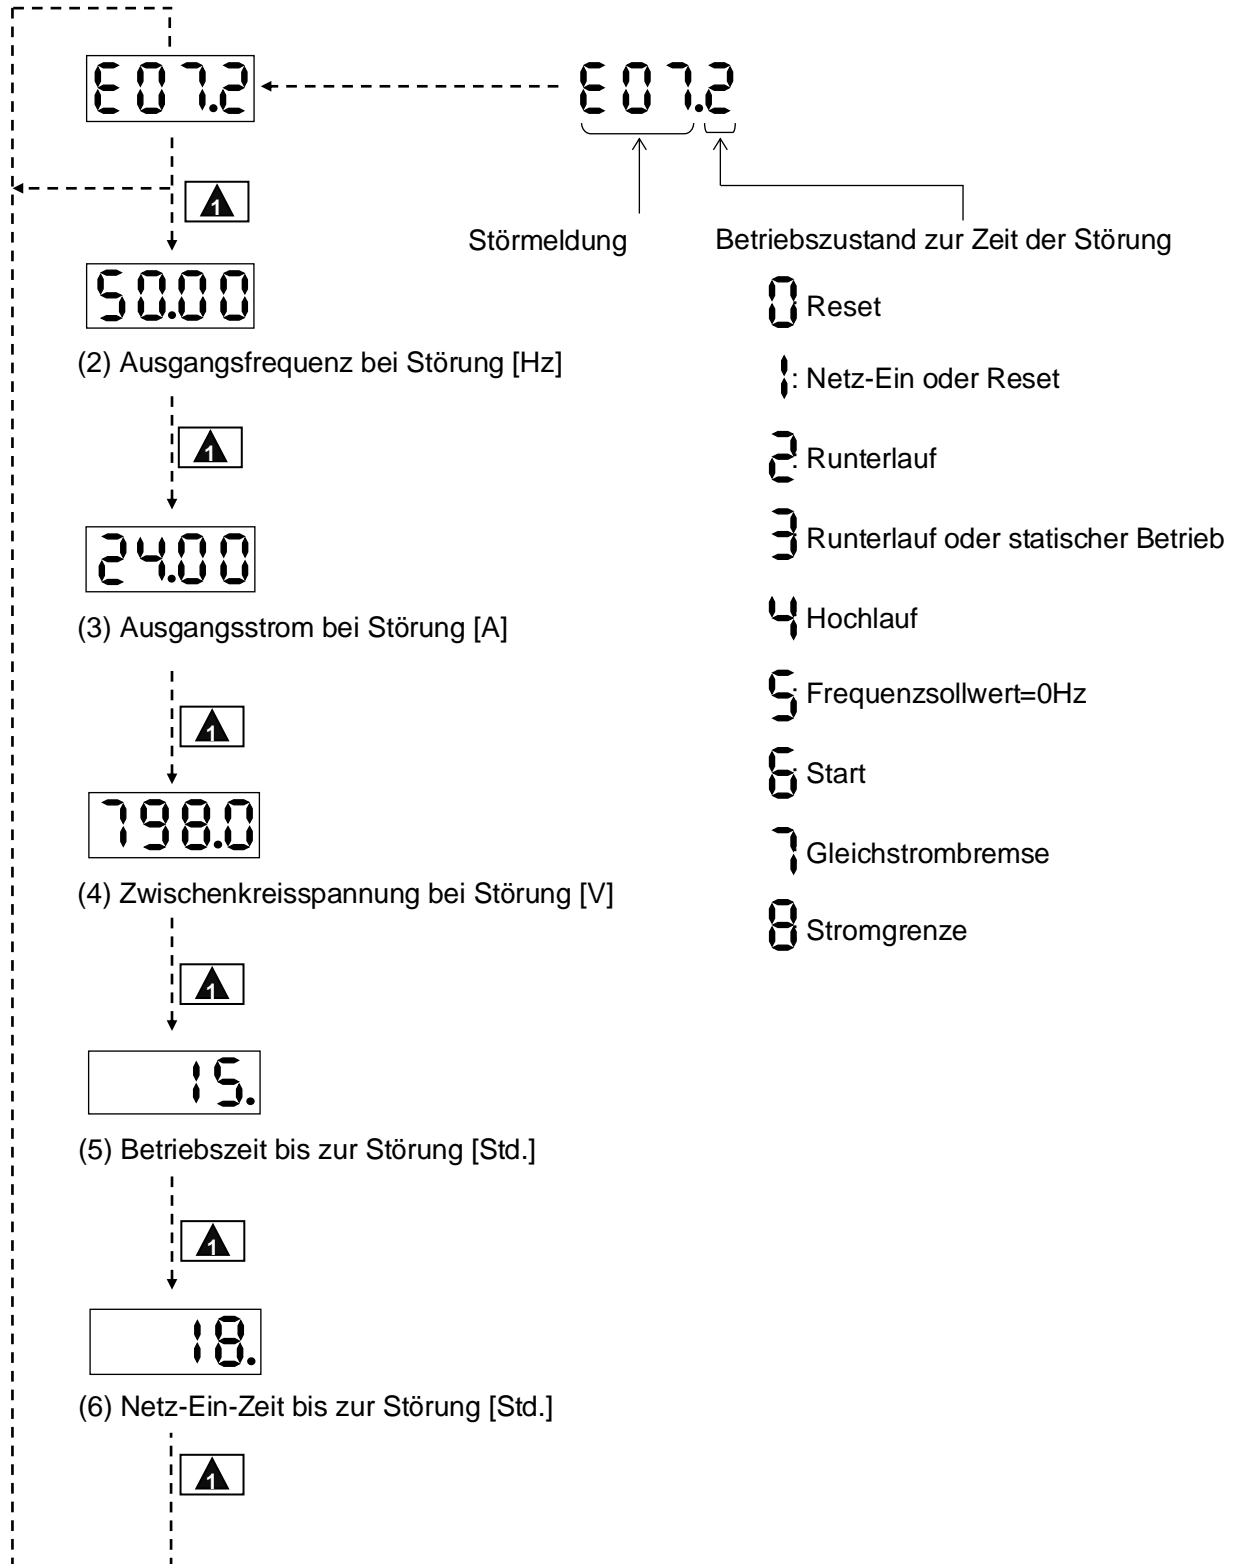 E07.2
E07.2
1
Störmeldung
Betriebszustand zur Zeit der Störung
50.00
(2) Ausgangsfrequenz bei Störung [Hz]
1
24.00
(3) Ausgangsstrom bei Störung [A]
1
798.0
(4) Zwischenkreisspannung bei Störung [V]
1
15.
(5) Betriebszeit bis zur Störung [Std.]
1
18.
(6) Netz-Ein-Zeit bis zur Störung [Std.]
1
0: Reset
1: Netz-Ein oder Reset
2: Runterlauf
3: Runterlauf oder statischer Betrieb
4: Hochlauf
5: Frequenzsollwert=0Hz
6: Start
7: Gleichstrombremse
8: Stromgrenze